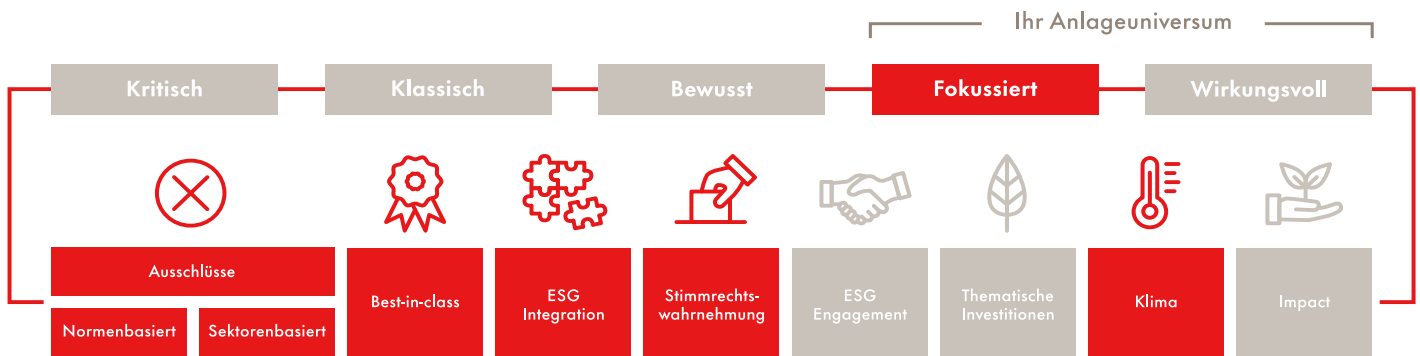 Ihr Anlageuniversum
Kritisch
Klassisch
Bewusst
Fokussiert
Wirkungsvoll
Ausschlüsse
Normenbasiert
Sektorenbasiert
Best-in-class
ESG
Integration
Stimmrechts-
wahrnehmung
ESG
Engagement
Thematische
Investitionen
Klima
Impact